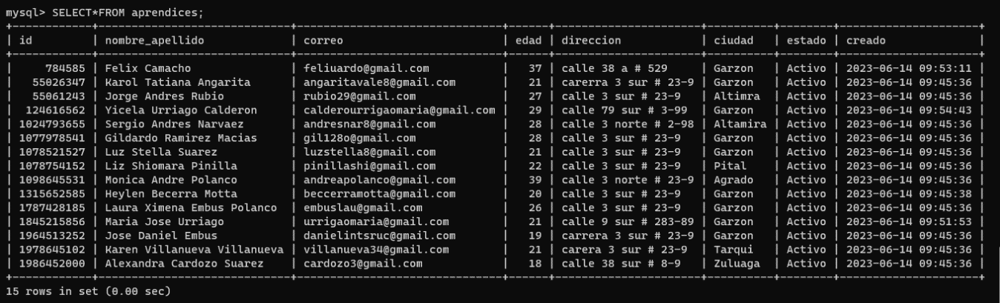 mysql> SELECT*FROM aprendices;
+------------+----------------------------+------------------------------+------+--------------------+----------+--------+---------------------+
| id         | nombre_apellido            | correo                       | edad | direccion          | ciudad   | estado | creado              |
+------------+----------------------------+------------------------------+------+--------------------+----------+--------+---------------------+
|     784585 | Felix Camacho              | feliuardo@gmail.com          |   37 | calle 38 a # 529   | Garzon   | Activo | 2023-06-14 09:53:11 |
|   55026347 | Karol Tatiana Angarita     | angaritavale8@gmail.com      |   21 | carerra 3 sur # 23-9 | Garzon   | Activo | 2023-06-14 09:45:36 |
|   55061243 | Jorge Andres Rubio         | rubio29@gmail.com            |   27 | calle 3 sur # 23-9 | Altimra  | Activo | 2023-06-14 09:45:36 |
|  124616562 | Yicela Urriago Calderon    | calderourrigaomaria@gmail.com |   29 | calle 79 sur # 3-99 | Garzon   | Activo | 2023-06-14 09:54:43 |
| 1024793655 | Sergio Andres Narvaez      | andresnar8@gmail.com         |   28 | calle 3 norte # 2-98 | Altamira | Activo | 2023-06-14 09:45:36 |
| 1077978541 | Gildardo Ramirez Macias    | gil128o@gmail.com            |   28 | calle 3 sur # 23-9 | Garzon   | Activo | 2023-06-14 09:45:36 |
| 1078521527 | Luz Stella Suarez          | luzstella8@gmail.com         |   21 | calle 3 sur # 23-9 | Garzon   | Activo | 2023-06-14 09:45:36 |
| 1078754152 | Liz Shiomara Pinilla       | pinillashi@gmail.com         |   22 | calle 3 sur # 23-9 | Pital    | Activo | 2023-06-14 09:45:36 |
| 1098645531 | Monica Andre Polanco       | andreapolanco@gmail.com      |   39 | calle 3 norte # 23-9 | Agrado   | Activo | 2023-06-14 09:45:36 |
| 1315652585 | Heylen Becerra Motta       | beccerramotta@gmail.com      |   20 | calle 3 sur # 23-9 | Garzon   | Activo | 2023-06-14 09:45:38 |
| 1787428185 | Laura Ximena Embus Polanco | embuslau@gmail.com           |   26 | calle 3 sur # 23-9 | Garzon   | Activo | 2023-06-14 09:45:36 |
| 1845215856 | Maria Jose Urriago         | urrigaomaria@gmail.com       |   21 | calle 9 sur # 283-89 | Garzon   | Activo | 2023-06-14 09:51:53 |
| 1964513252 | Jose Daniel Embus          | danielintsruc@gmail.com      |   19 | carrera 3 sur # 23-9 | Garzon   | Activo | 2023-06-14 09:45:36 |
| 1978645102 | Karen Villanueva Villanueva | villanueva34@gmail.com       |   21 | carera 3 sur # 23-9 | Tarqui   | Activo | 2023-06-14 09:45:36 |
| 1986452000 | Alexandra Cardozo Suarez   | cardozo3@gmail.com           |   18 | calle 38 sur # 8-9 | Zuluaga  | Activo | 2023-06-14 09:45:36 |
+------------+----------------------------+------------------------------+------+--------------------+----------+--------+---------------------+
15 rows in set (0.00 sec)